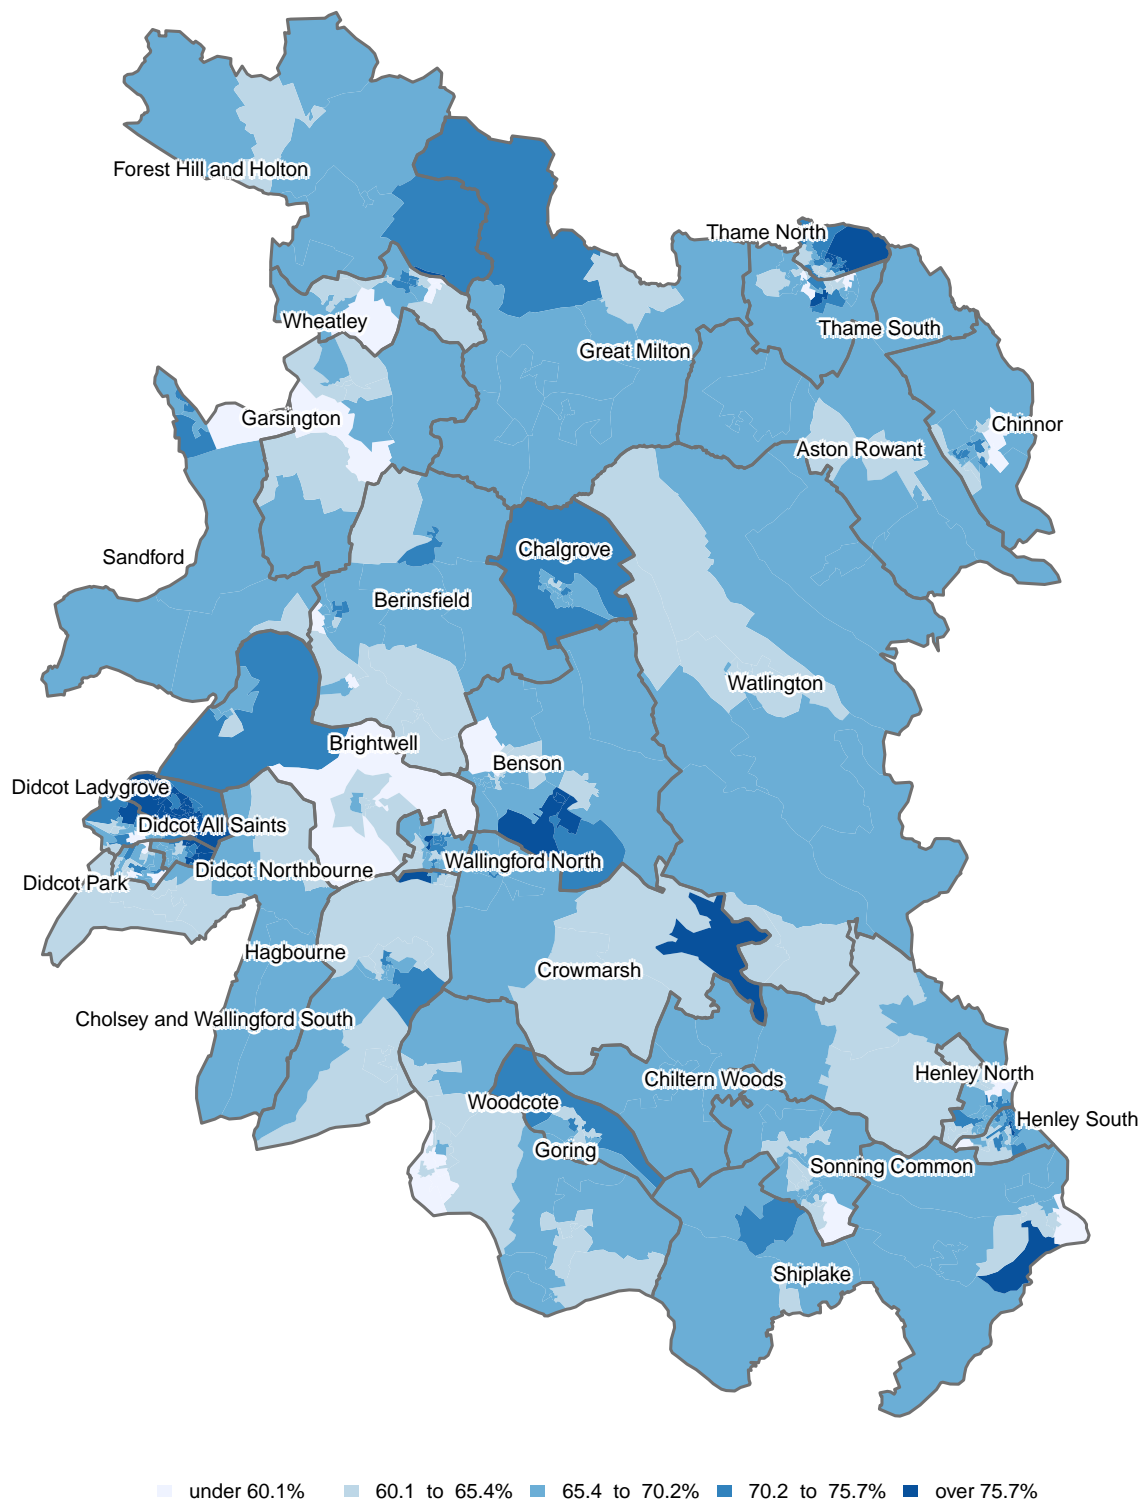 Forest Hill and Holton
Thame North
Wheatley
Thame South
Great Milton
Garsington
Chinnor
Aston Rowant
Sandford
Chalgrove
Berinsfield
Watlington
Brightwell
Benson
Didcot Ladygrove
Didcot All Saints
Wallingford North
Didcot Northbourne
Didcot Park
Hagbourne
Crowmarsh
Cholsey and Wallingford South
Henley North
Chiltern Woods
Woodcote
Henley South
Goring
Sonning Common
Shiplake
under 60.1% 60.1 to 65.4% 65.4 to 70.2% 70.2 to 75.7% over 75.7%